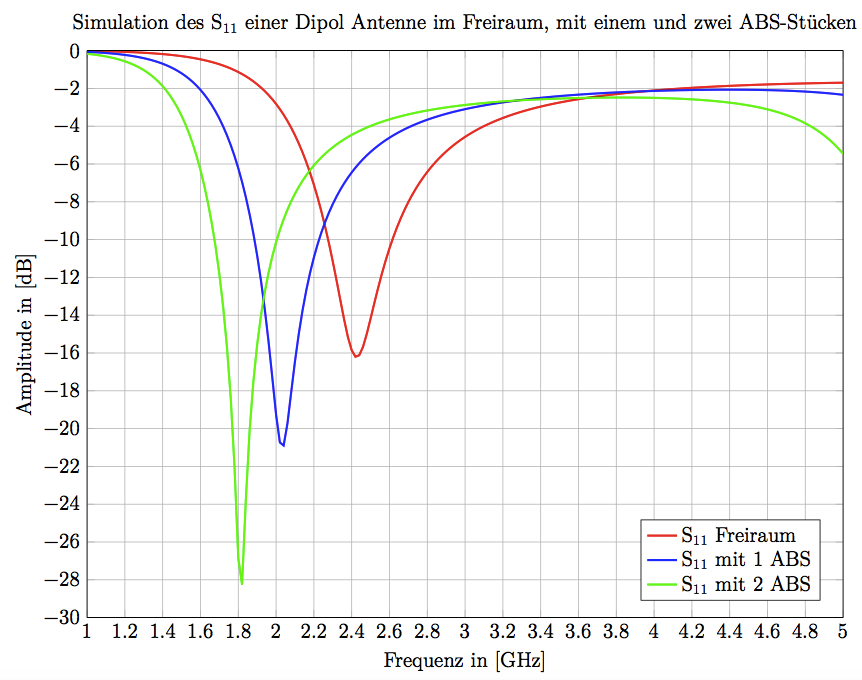 Simulation des S₁₁ einer Dipol Antenne im Freiraum, mit einem und zwei ABS-Stücken
0
−2
−4
−6
−8
−10
−12
−14
−16
−18
−20
−22
−24
−26
−28
−30
Amplitude in [dB]
S₁₁ Freiraum
S₁₁ mit 1 ABS
S₁₁ mit 2 ABS
1 1.2 1.4 1.6 1.8 2 2.2 2.4 2.6 2.8 3 3.2 3.4 3.6 3.8 4 4.2 4.4 4.6 4.8 5
Frequenz in [GHz]